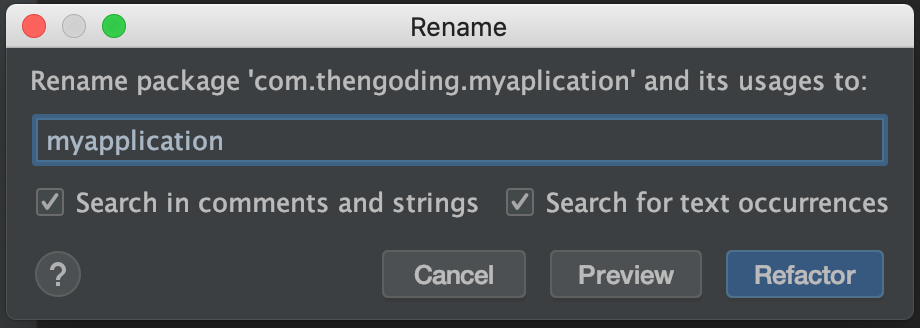 Rename
Rename package 'com.thengoding.myaplication' and its usages to:
myapplication
Search in comments and strings Search for text occurrences
? Cancel Preview Refactor